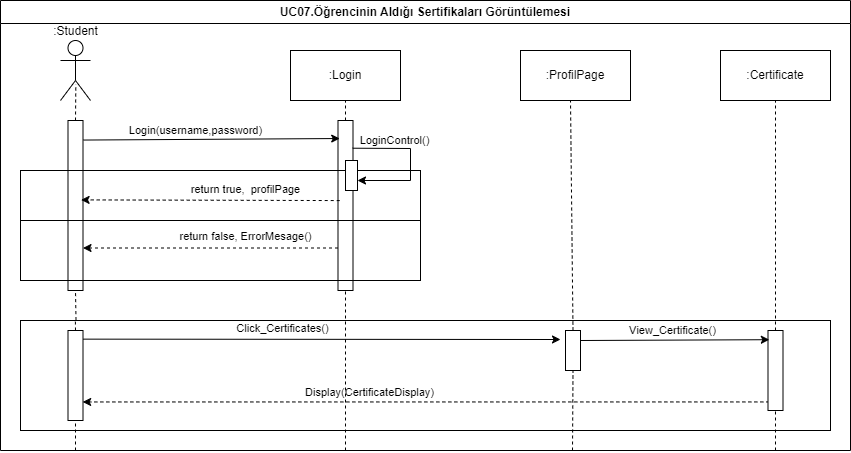 UC07.Öğrencinin Aldığı Sertifikaları Görüntülemesi
:Student
:Login
:ProfilPage
:Certificate
Login(username,password)
LoginControl()
return true,  profilPage
return false, ErrorMesage()
Click_Certificates()
View_Certificate()
Display(CertificateDisplay)